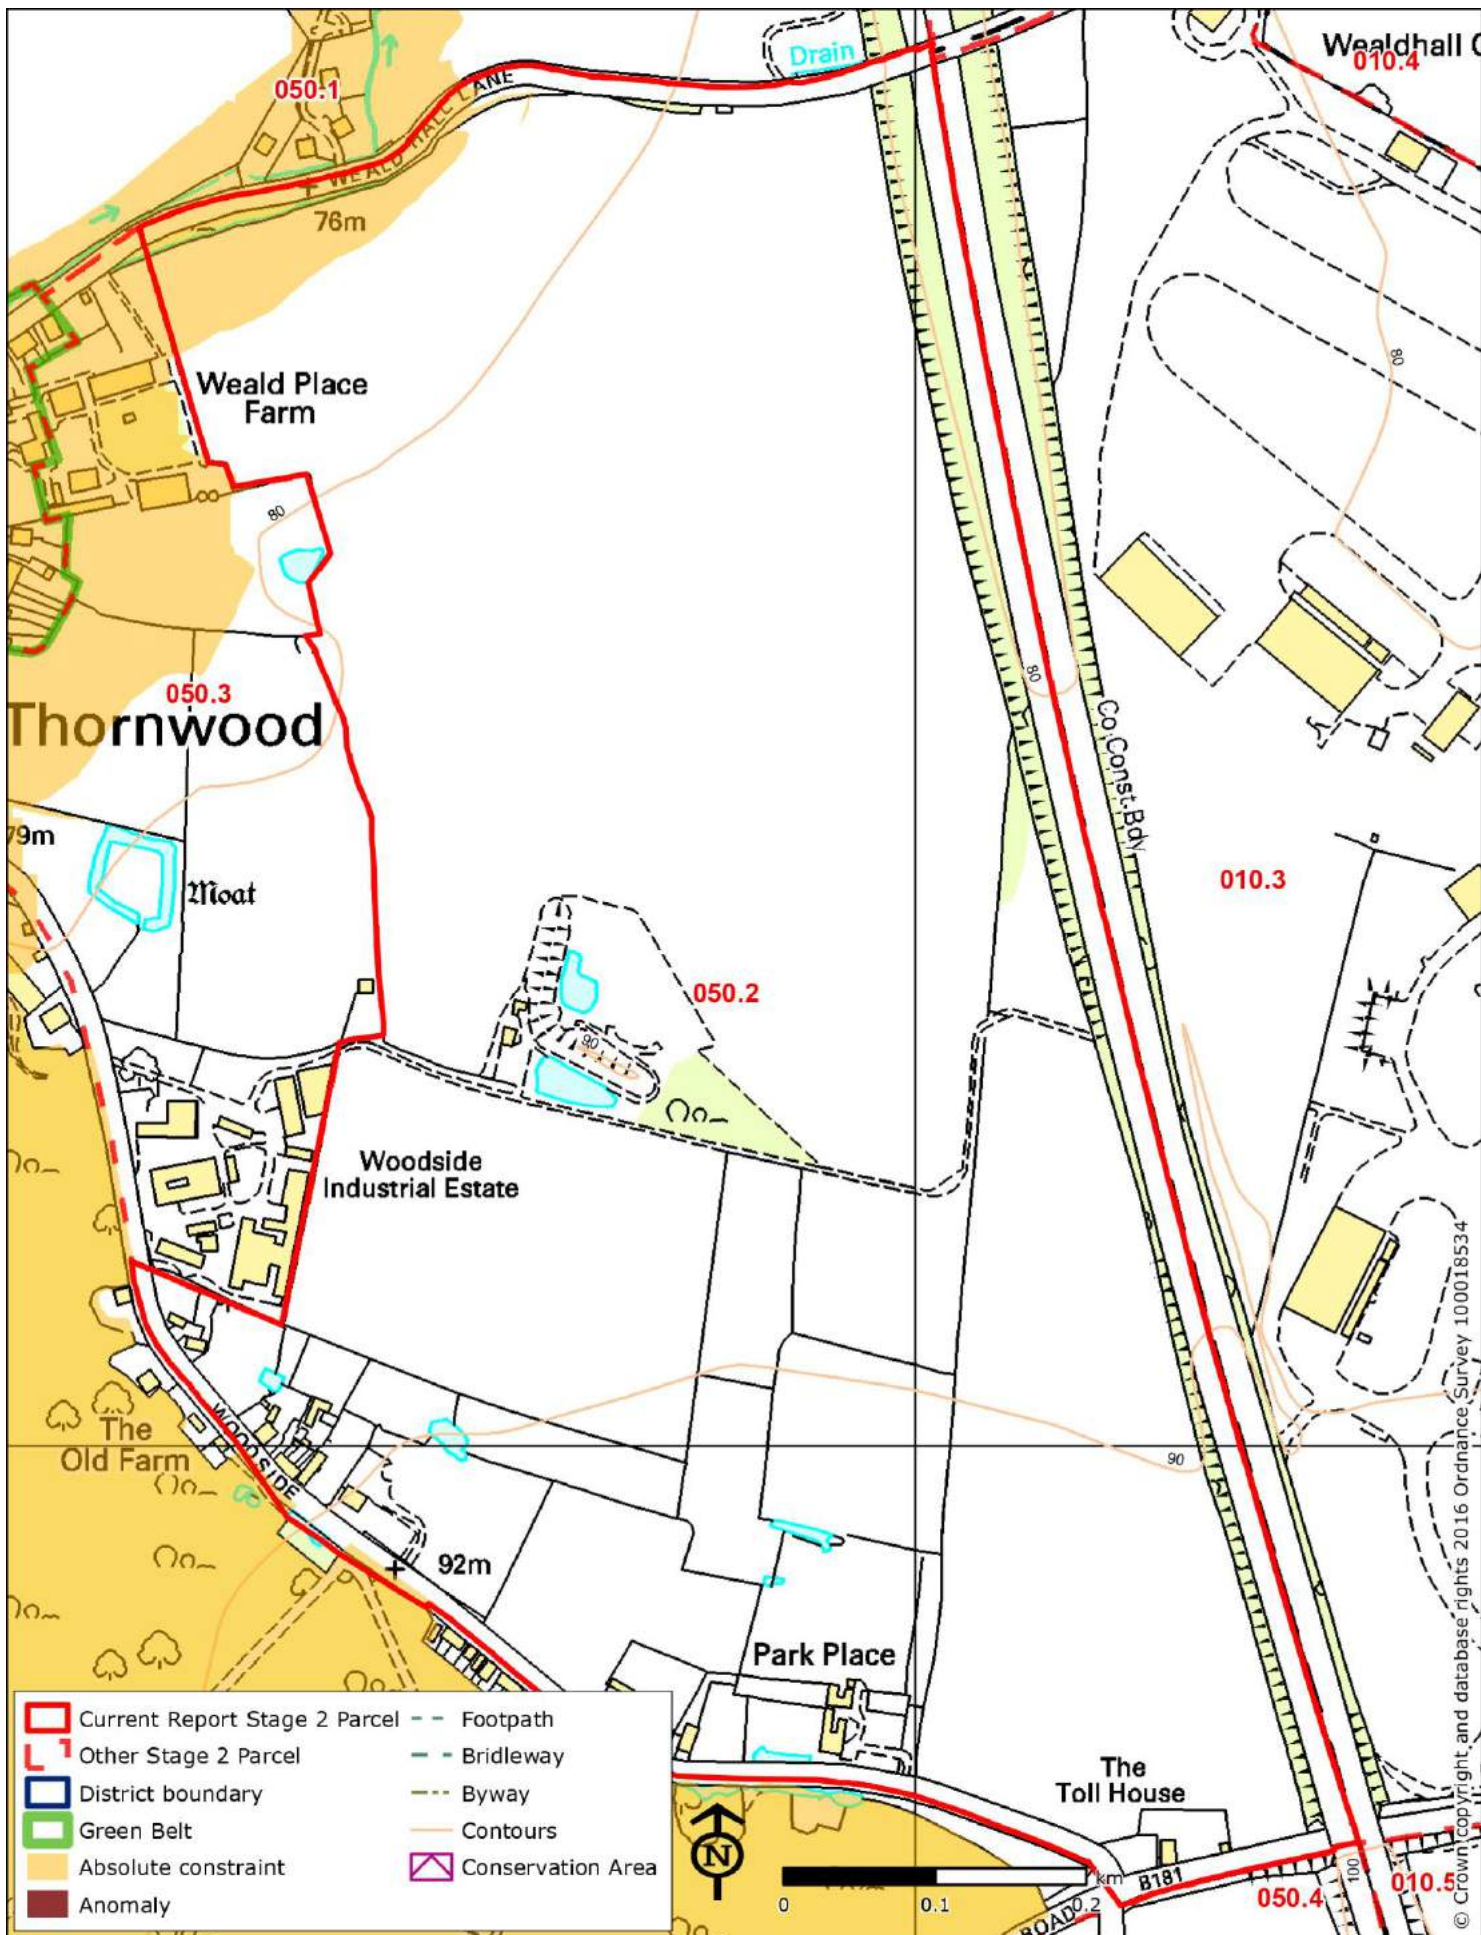 Drain
Wealdhall
010.4
050.1
WEALD HALL LANE
76m
80
Weald Place
Farm
80
80
Co Const Bdy
050.3
Thornwood
79m
Moat
010.3
050.2
90
Woodside
Industrial Estate
The
Old Farm
WOODSIDE
90
92m
Park Place
The
Toll House
B181
ROAD
100
050.4
010.5
Current Report Stage 2 Parcel
Other Stage 2 Parcel
District boundary
Green Belt
Absolute constraint
Anomaly
Footpath
Bridleway
Byway
Contours
Conservation Area
N
km
0 0.1 0.2
© Crown copyright and database rights 2016 Ordnance Survey 100018534